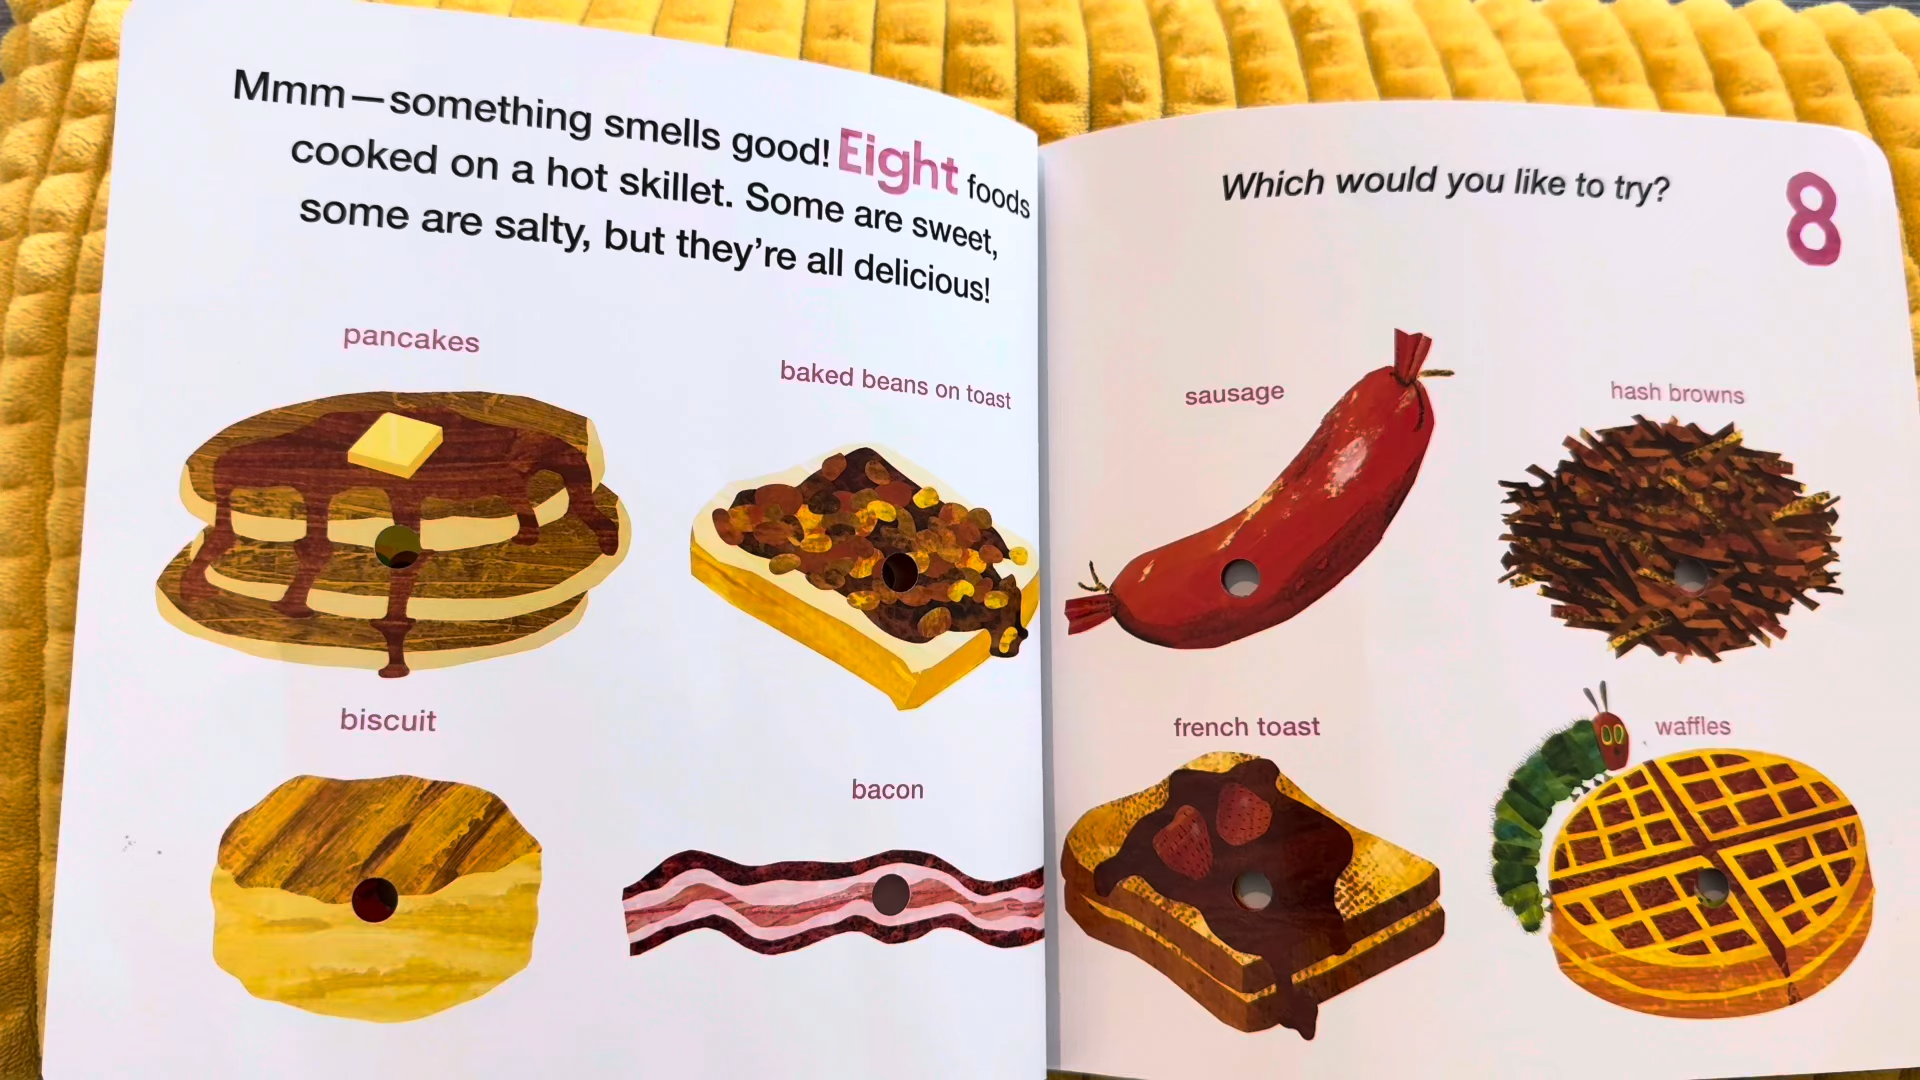 Mmm—something smells good! Eight foods
cooked on a hot skillet. Some are sweet,
some are salty, but they're all delicious!
pancakes
baked beans on toast
biscuit
bacon
Which would you like to try?
8
sausage
hash browns
french toast
waffles